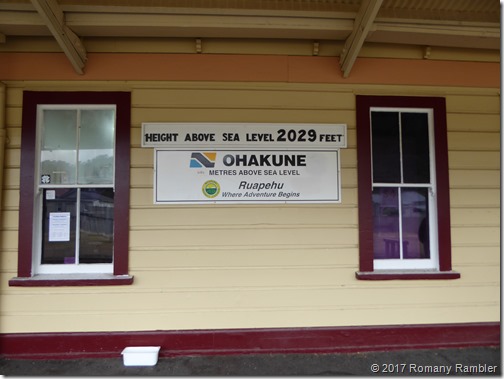 HEIGHT ABOVE SEA LEVEL 2029 FEET
OHAKUNE
METRES ABOVE SEA LEVEL
Ruapehu
Where Adventure Begins
© 2017 Romany Rambler